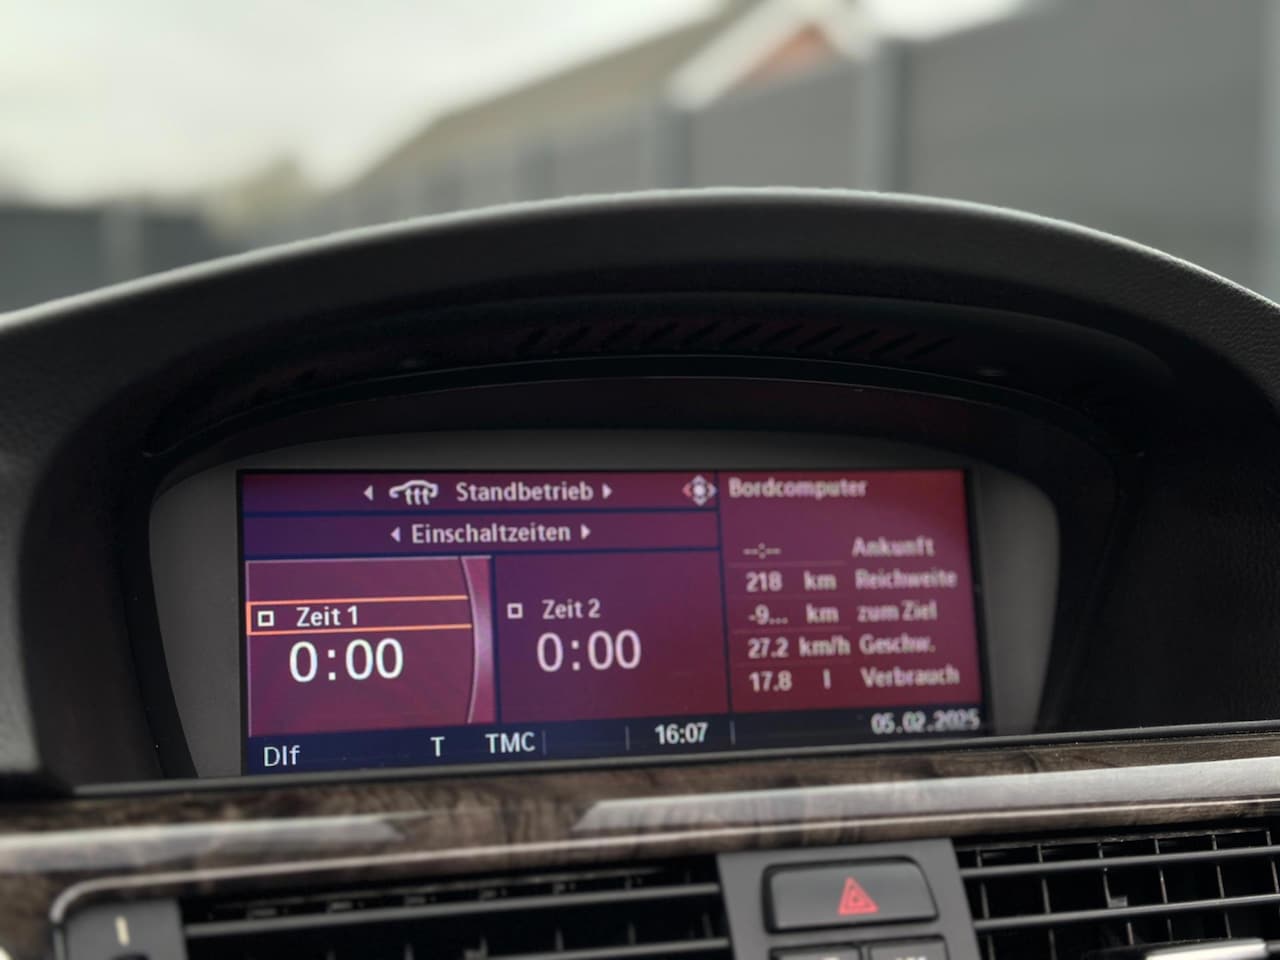 Standbetrieb
Einschaltzeiten
Zeit 1
0:00
Zeit 2
0:00
Bordcomputer
--:-- Ankunft
218 km Reichweite
-9... km zum Ziel
27.2 km/h Geschw.
17.8 l Verbrauch
Dlf T TMC 16:07 05.02.2025